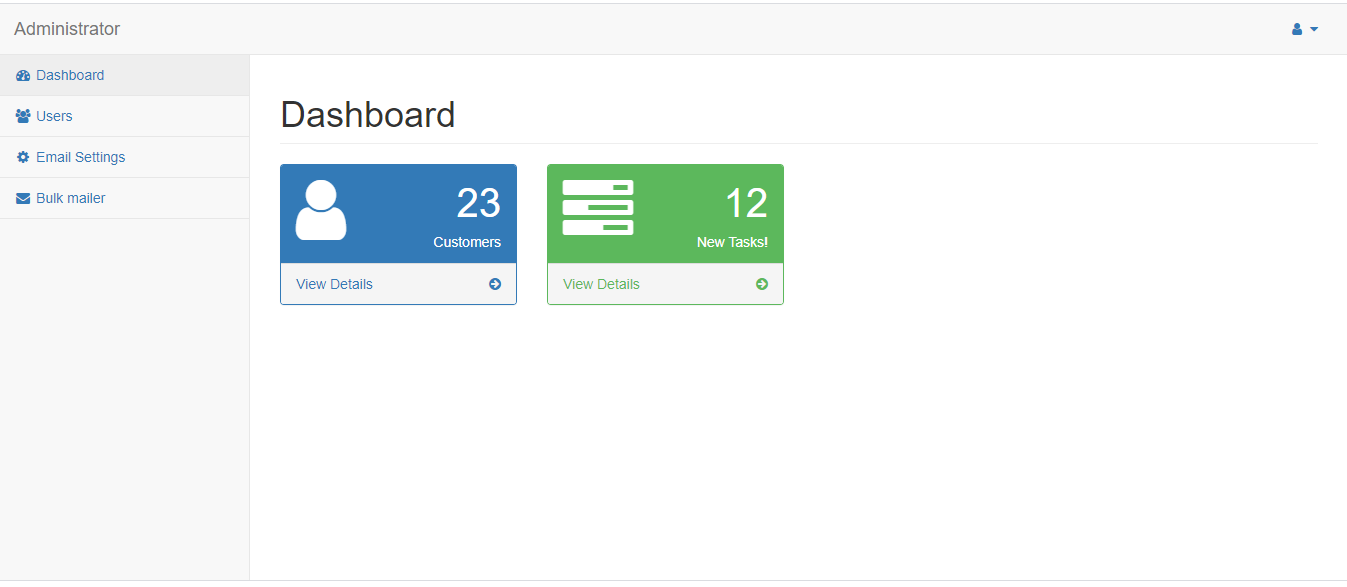 Administrator
Dashboard
Users
Email Settings
Bulk mailer
Dashboard
23
Customers
View Details
12
New Tasks!
View Details